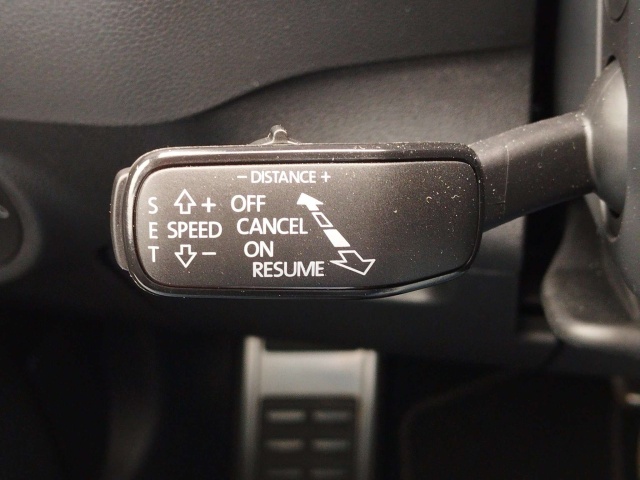 - DISTANCE +
S + OFF
E SPEED CANCEL
T - ON
RESUME